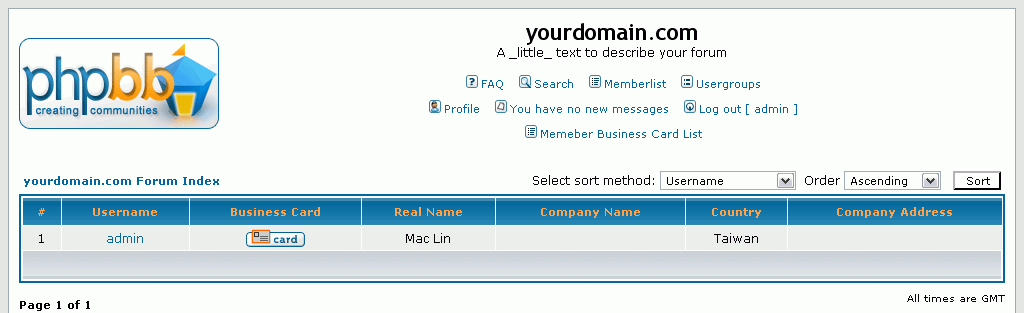 yourdomain.com
A _little_ text to describe your forum
phpbb
creating communities
FAQ Search Memberlist Usergroups
Profile You have no new messages Log out [ admin ]
Memeber Business Card List
yourdomain.com Forum Index Select sort method: Username Order Ascending Sort
# Username Business Card Real Name Company Name Country Company Address
1 admin card Mac Lin Taiwan
Page 1 of 1 All times are GMT